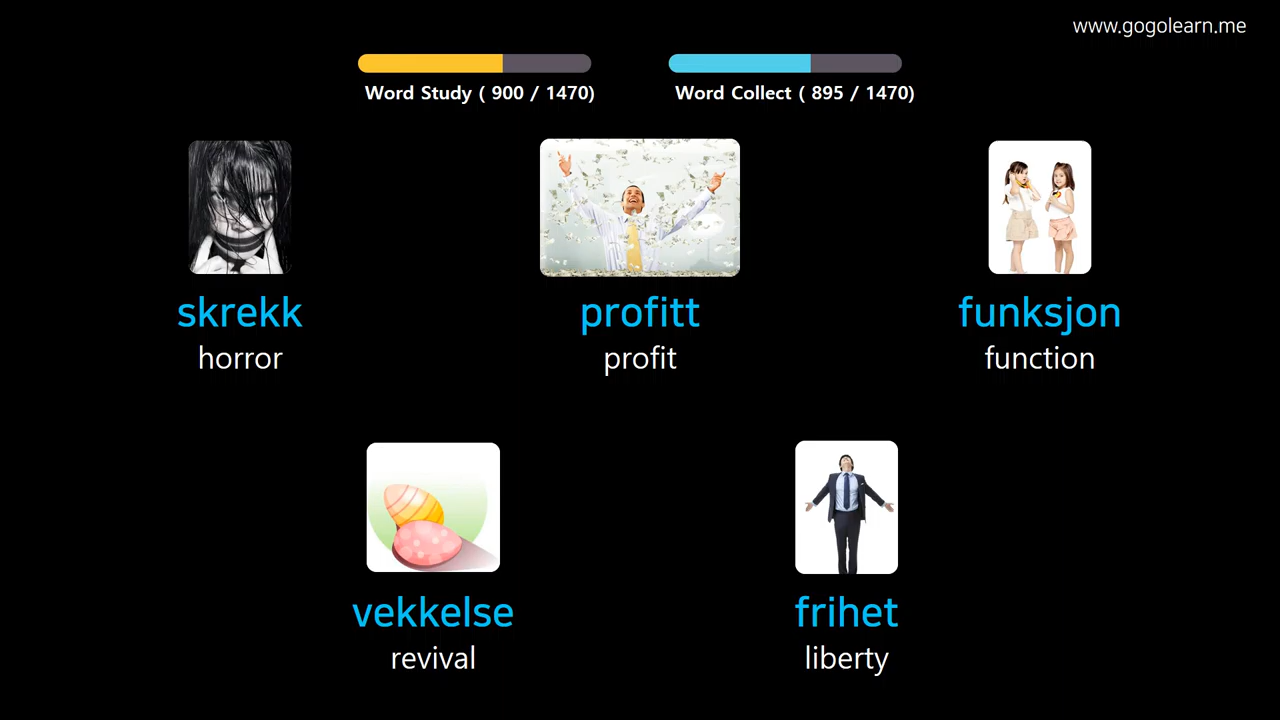 www.gogolearn.me
Word Study ( 900 / 1470)
Word Collect ( 895 / 1470)
skrekk
horror
profitt
profit
funksjon
function
vekkelse
revival
frihet
liberty